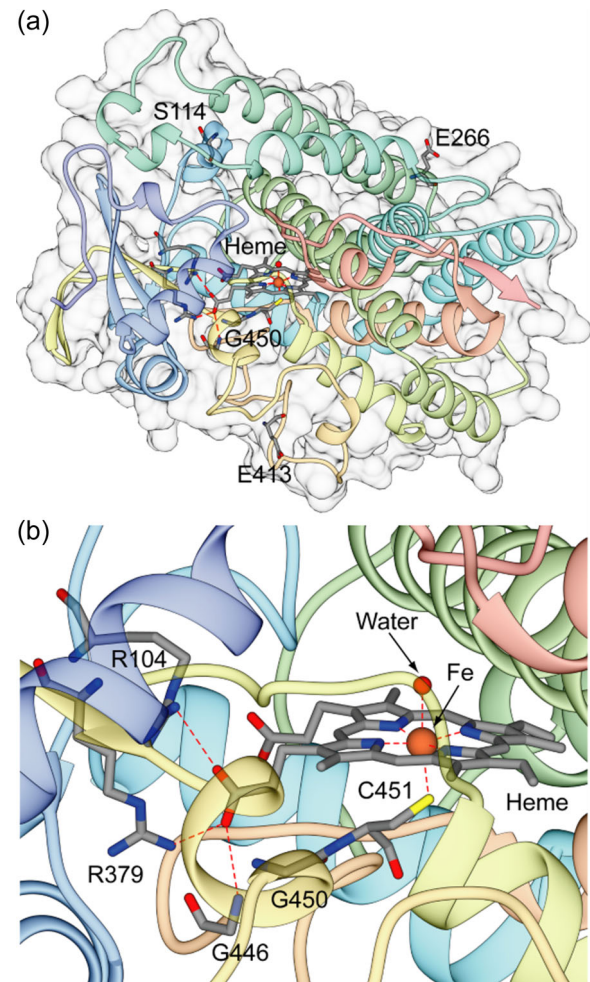 (a)
S114
E266
Heme
G450
E413
(b)
Water
R104
Fe
C451
Heme
R379
G450
G446